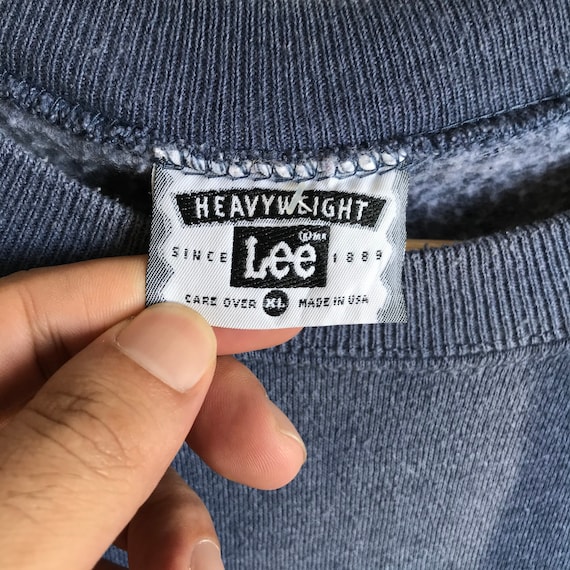 HEAVYWEIGHT
SINCE Lee ® 1889
CARE OVER XL MADE IN USA